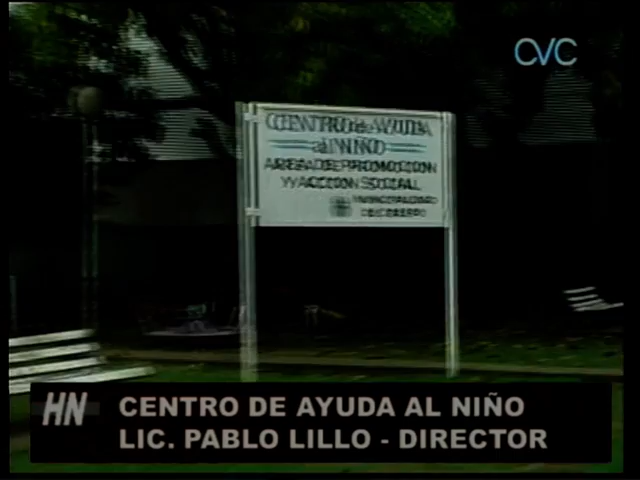 CVC
CENTRO de AYUDA
al NIÑO
AREA DE PROMOCION
Y ACCION SOCIAL
MUNICIPALIDAD
HN
CENTRO DE AYUDA AL NIÑO
LIC. PABLO LILLO - DIRECTOR